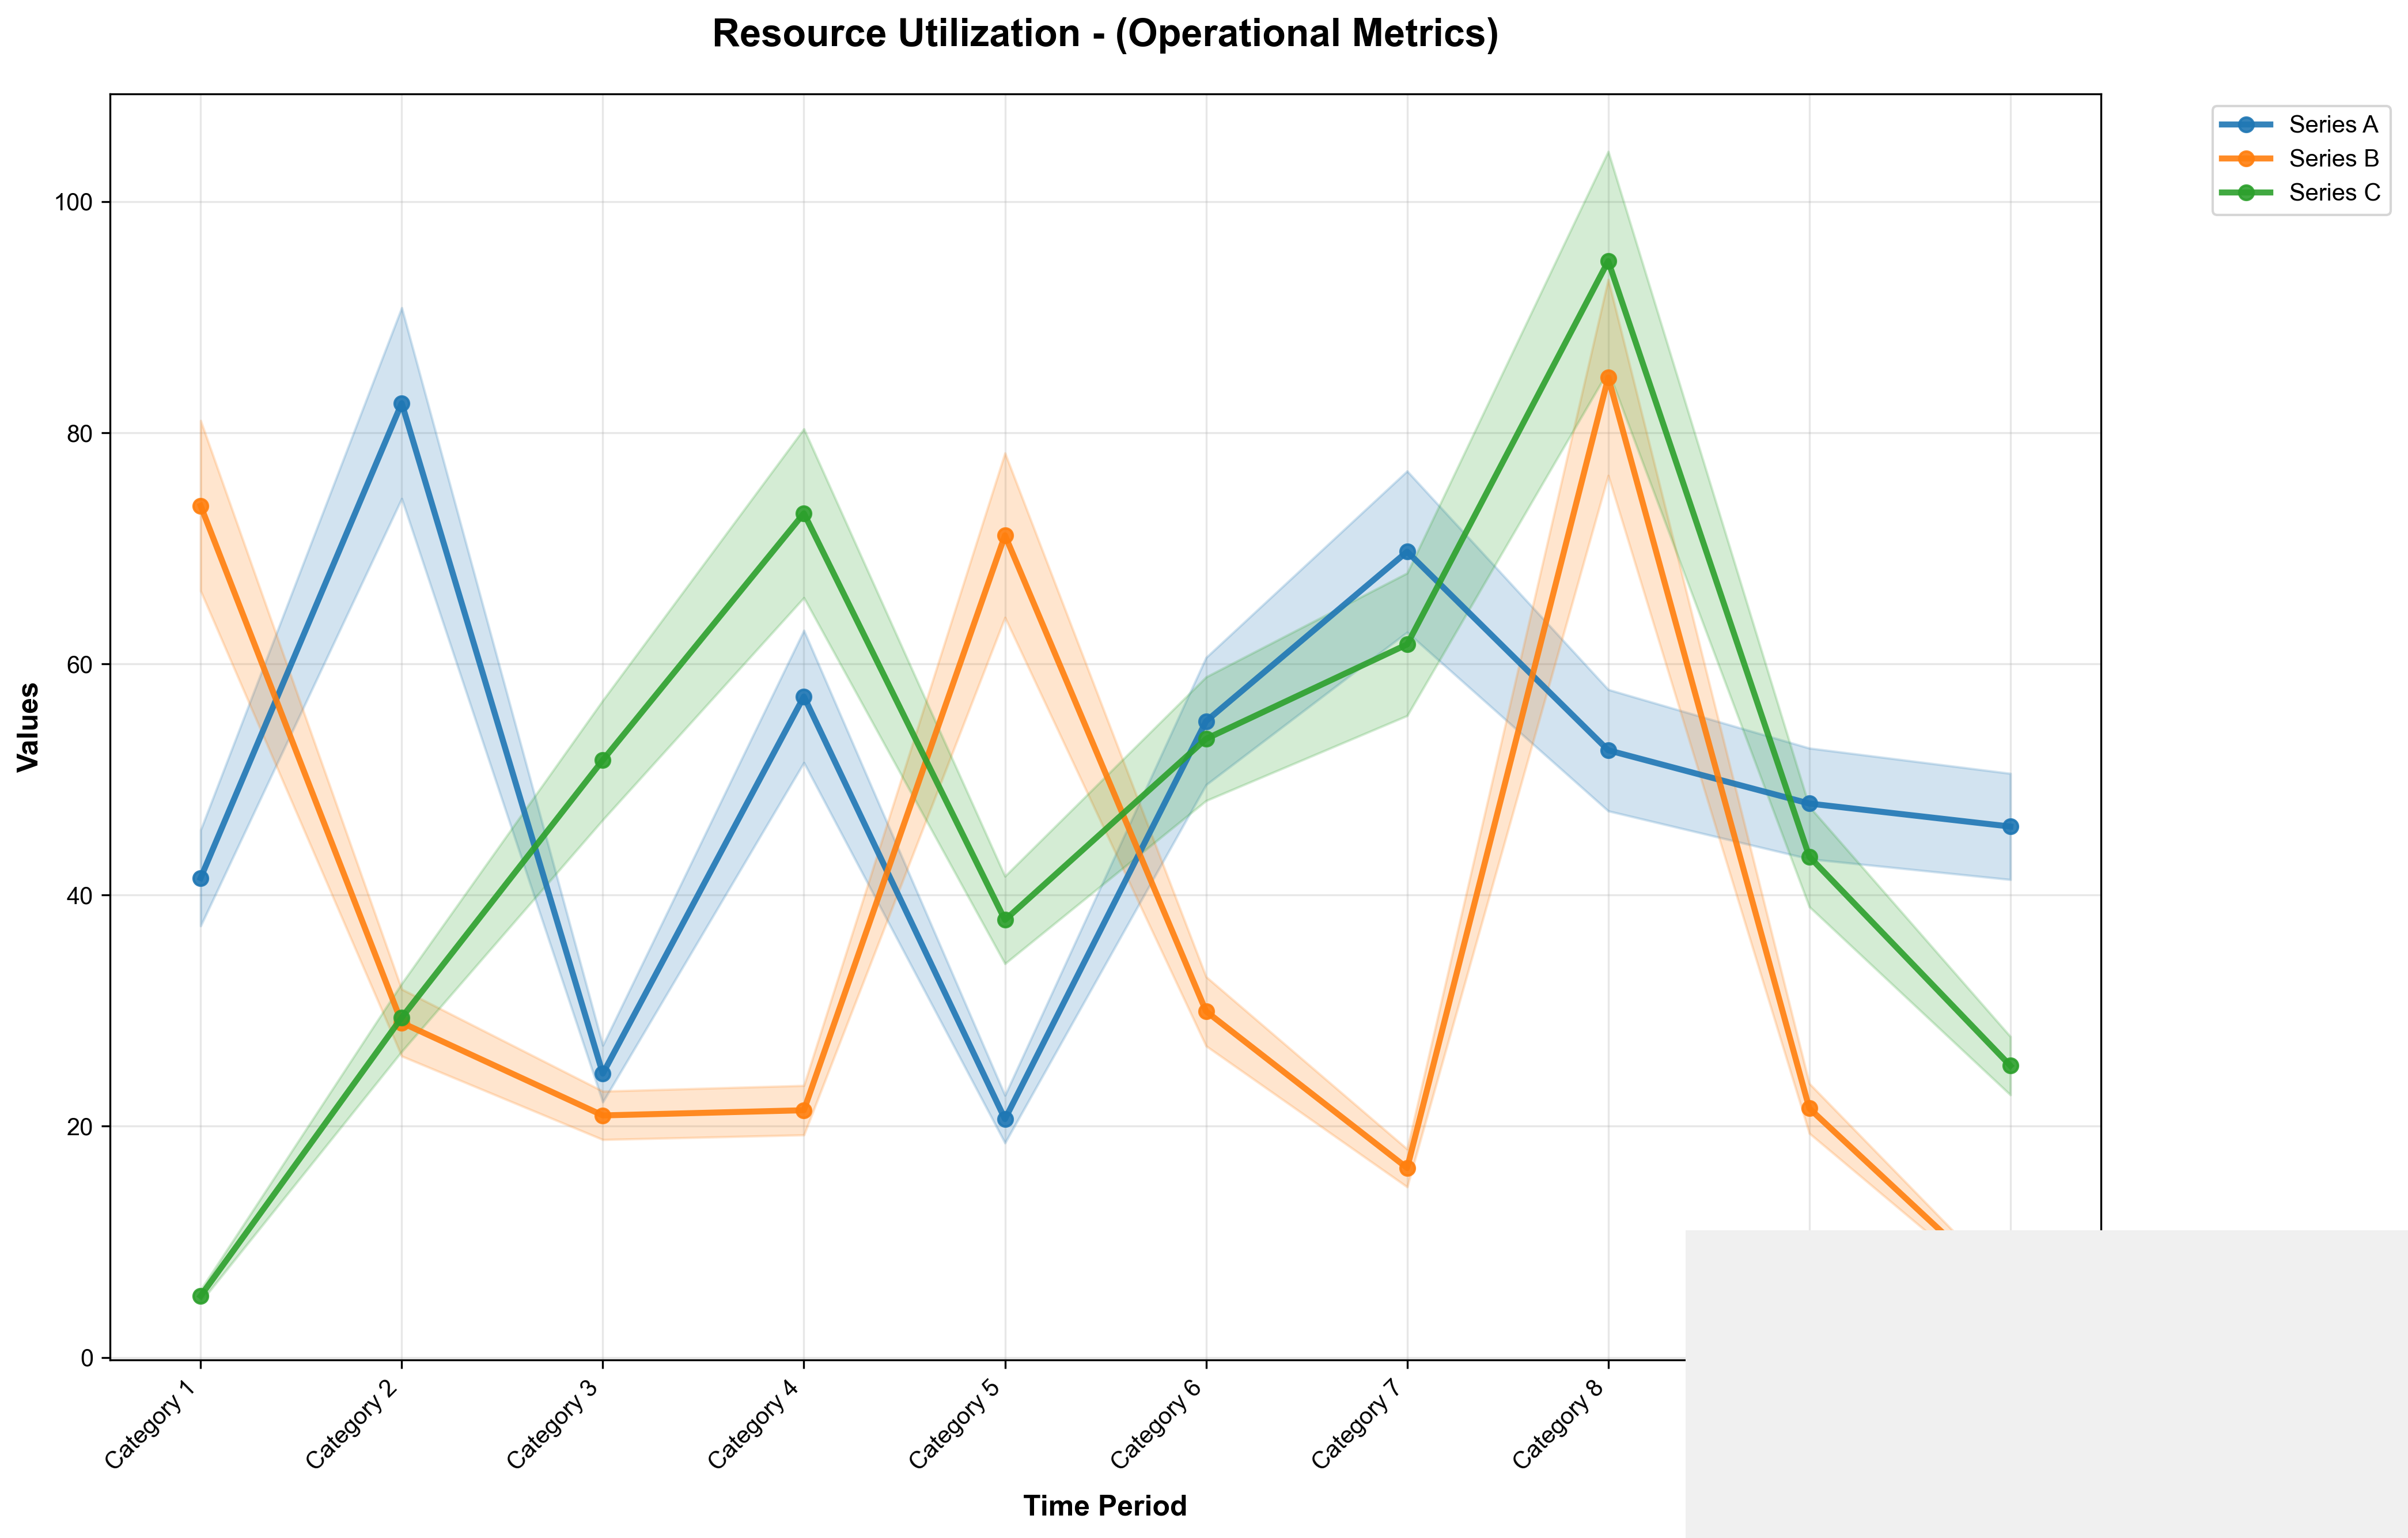 Resource Utilization - (Operational Metrics)
Series A
Series B
Series C
Values
100
80
60
40
20
0
Category 1
Category 2
Category 3
Category 4
Category 5
Category 6
Category 7
Category 8
Time Period